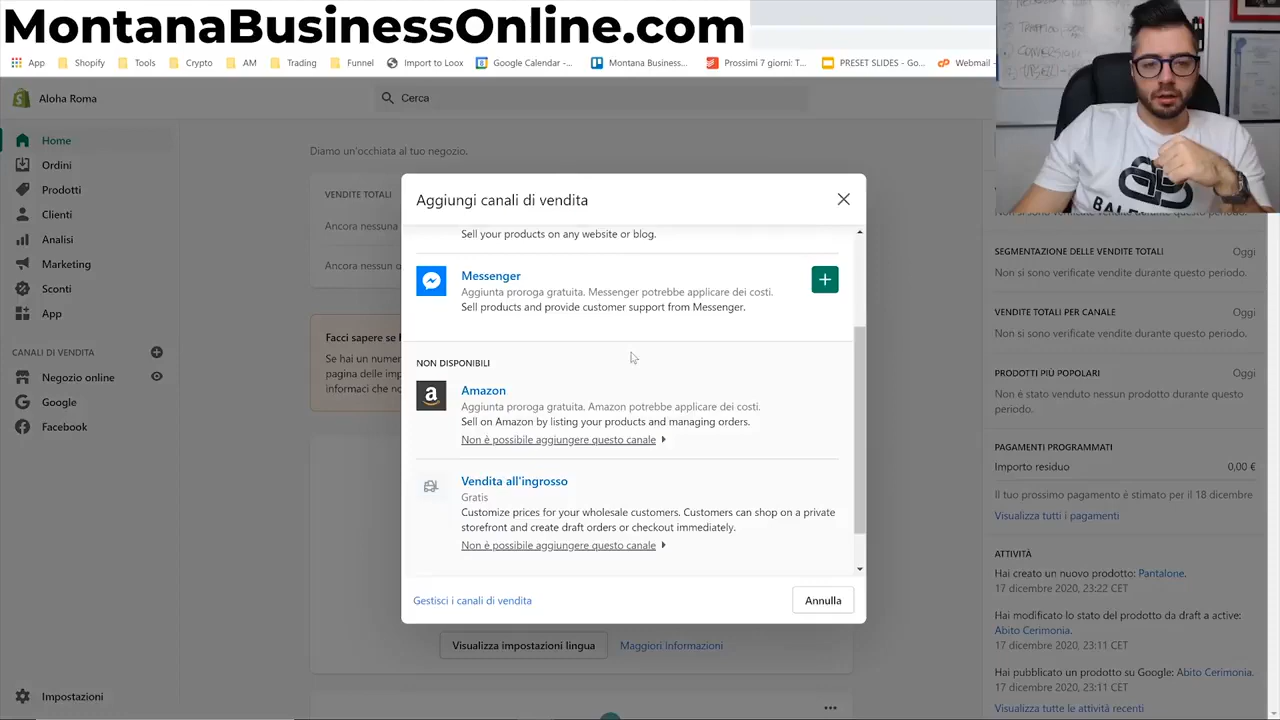 MontanaBusinessOnline.com
App Shopify Tools Crypto AM Trading Funnel Import to Loox Google Calendar -... Montana Business... Prossimi 7 giorni: T... PRESET SLIDES - Go... Webmail
Aloha Roma
Cerca
Home
Ordini
Prodotti
Clienti
Analisi
Marketing
Sconti
App
CANALI DI VENDITA
Negozio online
Google
Facebook
Impostazioni
Diamo un'occhiata al tuo negozio.
VENDITE TOTALI
Ancora nessuna
Ancora nessun o
Facci sapere se
Se hai un numer
pagina delle imp
informaci che no
Visualizza impostazioni lingua
Maggiori Informazioni
Aggiungi canali di vendita
Sell your products on any website or blog.
Messenger
Aggiunta proroga gratuita. Messenger potrebbe applicare dei costi.
Sell products and provide customer support from Messenger.
NON DISPONIBILI
Amazon
Aggiunta proroga gratuita. Amazon potrebbe applicare dei costi.
Sell on Amazon by listing your products and managing orders.
Non è possibile aggiungere questo canale
Vendita all'ingrosso
Gratis
Customize prices for your wholesale customers. Customers can shop on a private
storefront and create draft orders or checkout immediately.
Non è possibile aggiungere questo canale
Gestisci i canali di vendita
Annulla
Non si sono verificate vendite durante questo periodo.
SEGMENTAZIONE DELLE VENDITE TOTALI Oggi
Non si sono verificate vendite durante questo periodo.
VENDITE TOTALI PER CANALE Oggi
Non si sono verificate vendite durante questo periodo.
PRODOTTI PIÙ POPOLARI Oggi
Non è stato venduto nessun prodotto durante questo
periodo.
PAGAMENTI PROGRAMMATI
Importo residuo 0,00 €
Il tuo prossimo pagamento è stimato per il 18 dicembre
Visualizza tutti i pagamenti
ATTIVITÀ
Hai creato un nuovo prodotto: Pantalone.
17 dicembre 2020, 23:22 CET
Hai modificato lo stato del prodotto da draft a active:
Abito Cerimonia.
17 dicembre 2020, 23:11 CET
Hai pubblicato un prodotto su Google: Abito Cerimonia.
17 dicembre 2020, 23:11 CET
Visualizza tutte le attività recenti